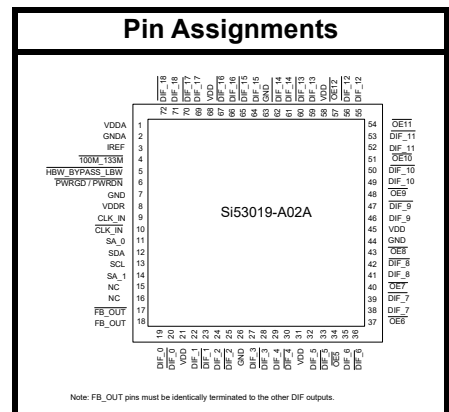 Pin Assignments
DIF_18
DIF_18
DIF_17
DIF_17
VDD
DIF_16
DIF_16
DIF_15
DIF_15
GND
DIF_14
DIF_14
DIF_13
DIF_13
VDD
OE12
DIF_12
DIF_12
72 71 70 69 68 67 66 65 64 63 62 61 60 59 58 57 56 55
VDDA 1
GNDA 2
IREF 3
100M_133M 4
HBW_BYPASS_LBW 5
PWRGD / PWRDN 6
GND 7
VDDR 8
CLK_IN 9
CLK_IN 10
SA_0 11
SDA 12
SCL 13
SA_1 14
NC 15
NC 16
FB_OUT 17
FB_OUT 18
Si53019-A02A
54 OE11
53 DIF_11
52 DIF_11
51 OE10
50 DIF_10
49 DIF_10
48 OE9
47 DIF_9
46 DIF_9
45 VDD
44 GND
43 OE8
42 DIF_8
41 DIF_8
40 OE7
39 DIF_7
38 DIF_7
37 OE6
19 20 21 22 23 24 25 26 27 28 29 30 31 32 33 34 35 36
DIF_0
DIF_0
VDD
DIF_1
DIF_1
DIF_2
DIF_2
GND
DIF_3
DIF_3
DIF_4
DIF_4
VDD
DIF_5
DIF_5
OE5
DIF_6
DIF_6
Note: FB_OUT pins must be identically terminated to the other DIF outputs.